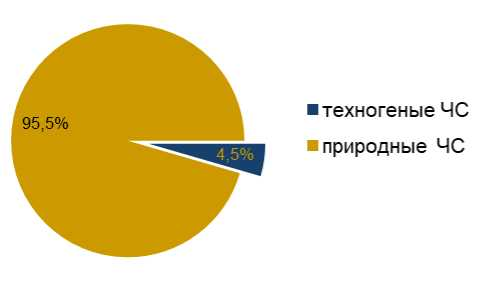 95,5%
4,5%
техногеные ЧС
природные ЧС